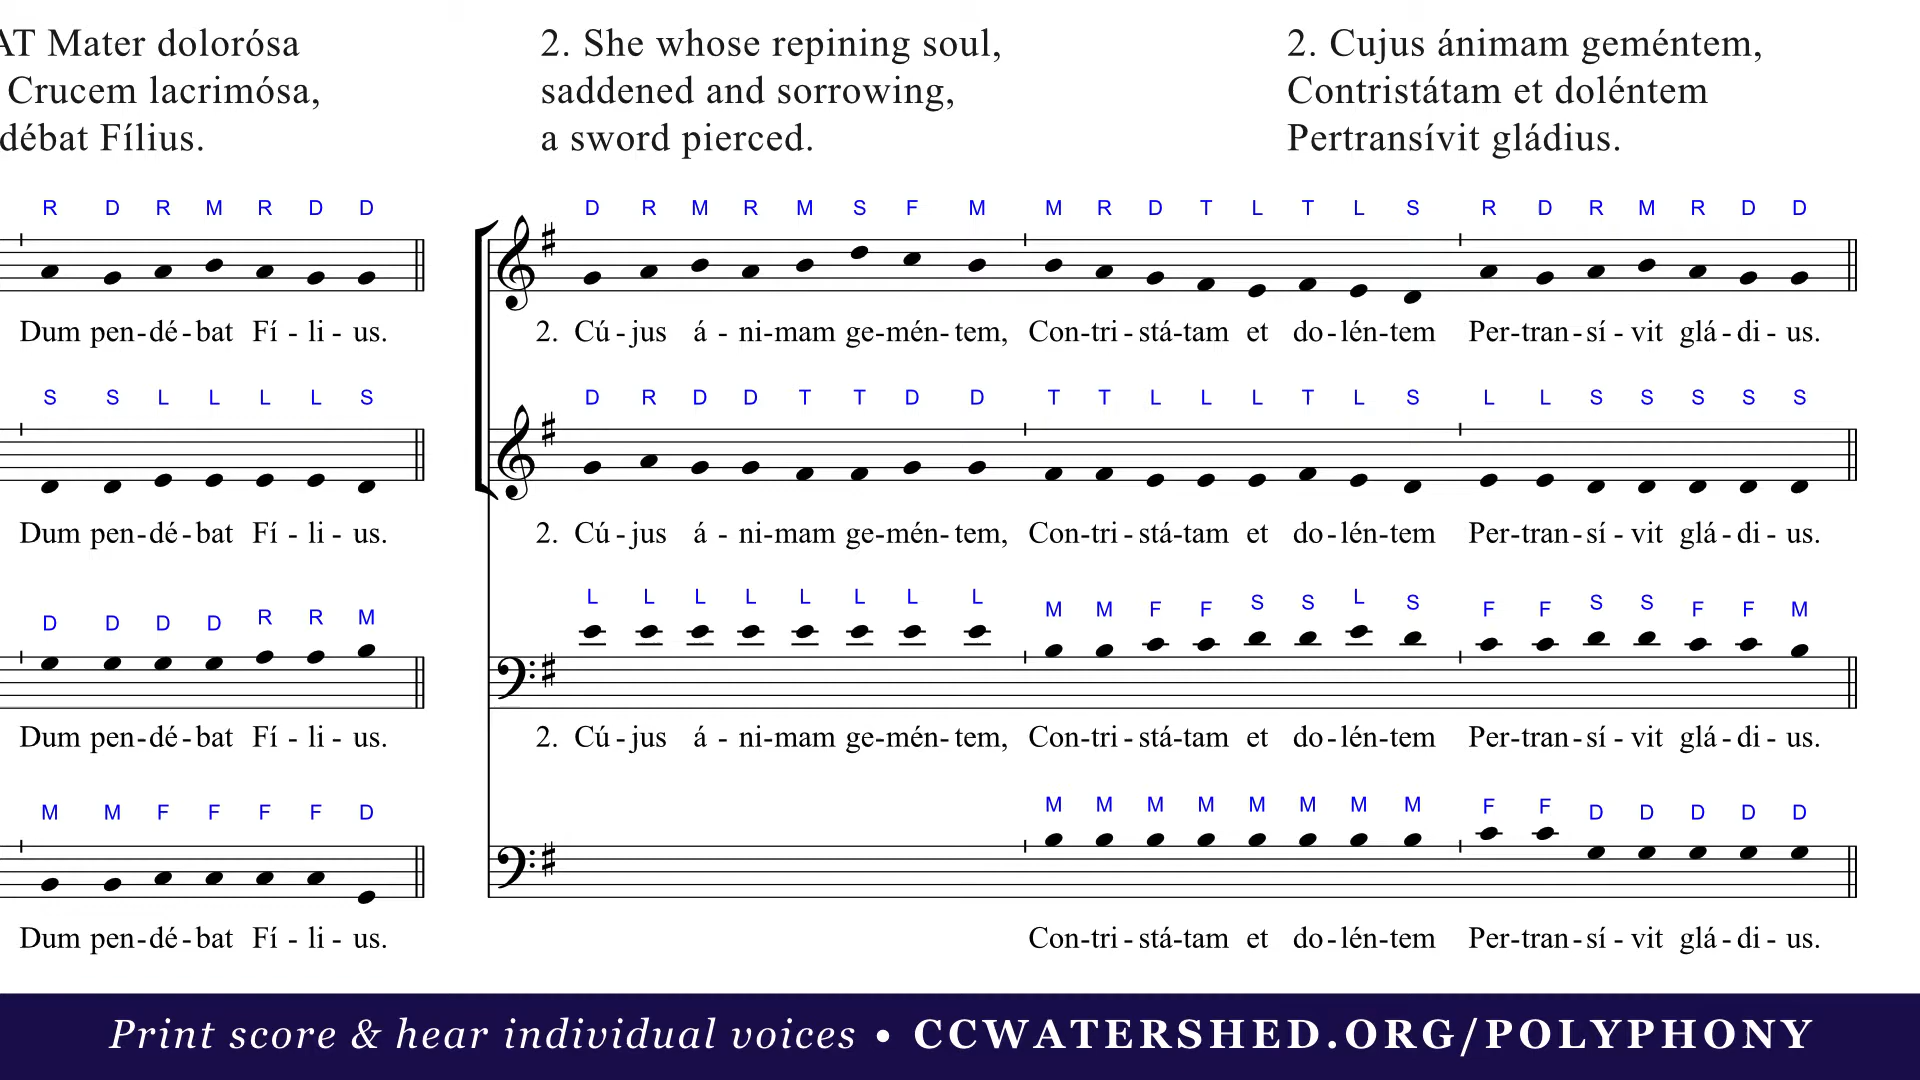 AT Mater dolorósa
Crucem lacrimósa,
débat Fílius.
2. She whose repining soul,
saddened and sorrowing,
a sword pierced.
2. Cujus ánimam geméntem,
Contristátam et doléntem
Pertransívit gládius.
R D R M R D D
Dum pen-dé-bat Fí-li-us.
S S L L L L S
Dum pen-dé-bat Fí-li-us.
D D D D R R M
Dum pen-dé-bat Fí-li-us.
M M F F F F D
Dum pen-dé-bat Fí-li-us.
D R M R M S F M M R D T L T L S R D R M R D D
2. Cú-jus á-ni-mam ge-mén-tem, Con-tri-stá-tam et do-lén-tem Per-tran-sí-vit glá-di-us.
D R D D T T D D T T L L L T L S L L S S S S S
2. Cú-jus á-ni-mam ge-mén-tem, Con-tri-stá-tam et do-lén-tem Per-tran-sí-vit glá-di-us.
L L L L L L L L M M F F S S L S F F S S F F M
2. Cú-jus á-ni-mam ge-mén-tem, Con-tri-stá-tam et do-lén-tem Per-tran-sí-vit glá-di-us.
M M M M M M M M F F D D D D D
Con-tri-stá-tam et do-lén-tem Per-tran-sí-vit glá-di-us.
Print score & hear individual voices • CCWATERSHED.ORG/POLYPHONY